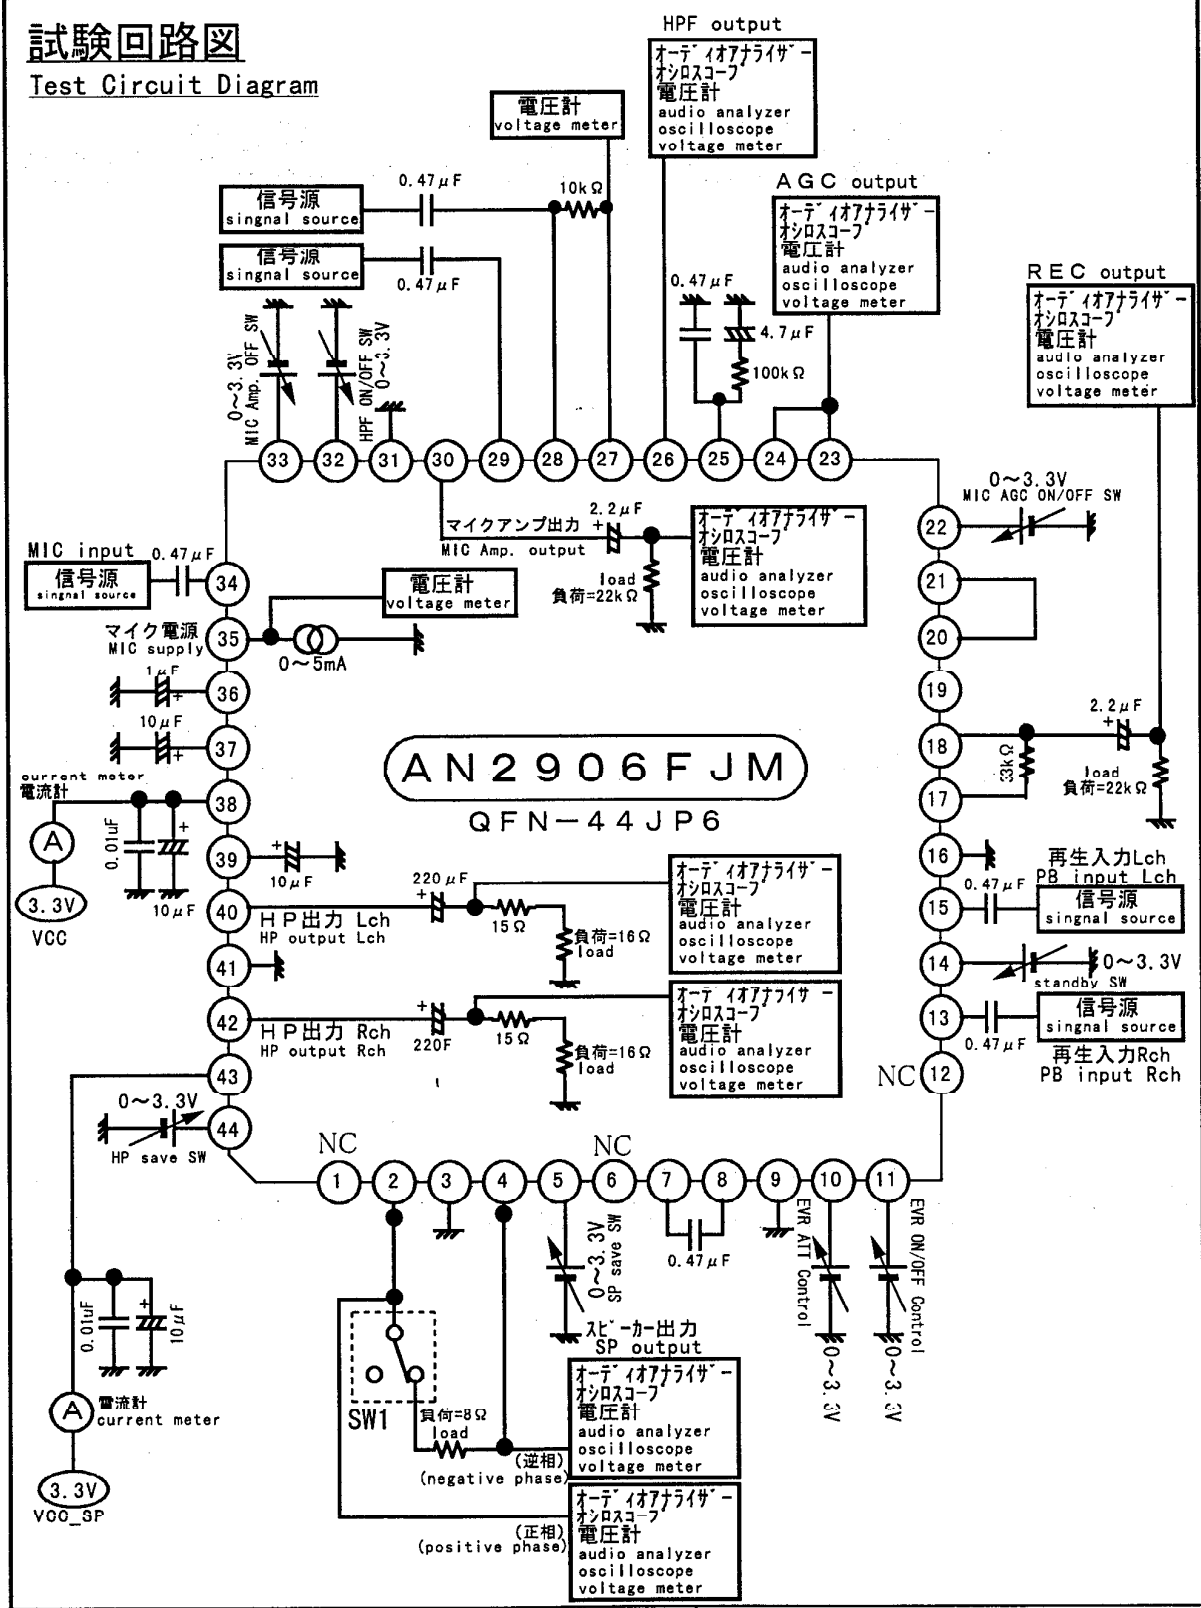 試験回路図
Test Circuit Diagram
HPF output
オーディオアナライザー
オシロスコープ
電圧計
audio analyzer
oscilloscope
voltage meter
電圧計
voltage meter
AGC output
オーディオアナライザー
オシロスコープ
電圧計
audio analyzer
oscilloscope
voltage meter
REC output
オーディオアナライザー
オシロスコープ
電圧計
audio analyzer
oscilloscope
voltage meter
信号源
singnal source
0.47μF
10kΩ
信号源
singnal source
0.47μF
0.47μF
4.7μF
100kΩ
0～3.3V
MIC Amp. OFF SW
HPF ON/OFF SW
0～3.3V
33
32
31
30
29
28
27
26
25
24
23
マイクアンプ出力
MIC Amp. output
2.2μF
+
load
負荷=22kΩ
オーディオアナライザー
オシロスコープ
電圧計
audio analyzer
oscilloscope
voltage meter
0～3.3V
MIC AGC ON/OFF SW
22
21
20
19
18
17
16
15
14
13
NC
12
MIC input
信号源
singnal source
0.47μF
34
マイク電源
MIC supply
35
電圧計
voltage meter
0～5mA
1μF
+
36
10μF
+
37
current meter
電流計
A
3.3V
VCC
0.01uF
+
10μF
38
39
+
10μF
AN2906FJM
QFN-44JP6
33kΩ
2.2μF
+
load
負荷=22kΩ
再生入力Lch
PB input Lch
0.47μF
信号源
singnal source
0～3.3V
standby SW
0.47μF
信号源
singnal source
再生入力Rch
PB input Rch
40
HP出力 Lch
HP output Lch
220μF
+
15Ω
負荷=16Ω
load
オーディオアナライザー
オシロスコープ
電圧計
audio analyzer
oscilloscope
voltage meter
41
42
HP出力 Rch
HP output Rch
+
220F
15Ω
負荷=16Ω
load
オーディオアナライザー
オシロスコープ
電圧計
audio analyzer
oscilloscope
voltage meter
43
0～3.3V
44
HP save SW
NC
NC
1
2
3
4
5
6
7
8
9
10
11
0～3.3V
SP save SW
0.47μF
EVR ATT Control
0～3.3V
EVR ON/OFF Control
0～3.3V
0.01uF
+
10μF
A
電流計
current meter
3.3V
VCC_SP
SW1
負荷=8Ω
load
スピーカー出力
SP output
(逆相)
(negative phase)
オーディオアナライザー
オシロスコープ
電圧計
audio analyzer
oscilloscope
voltage meter
(正相)
(positive phase)
オーディオアナライザー
オシロスコープ
電圧計
audio analyzer
oscilloscope
voltage meter